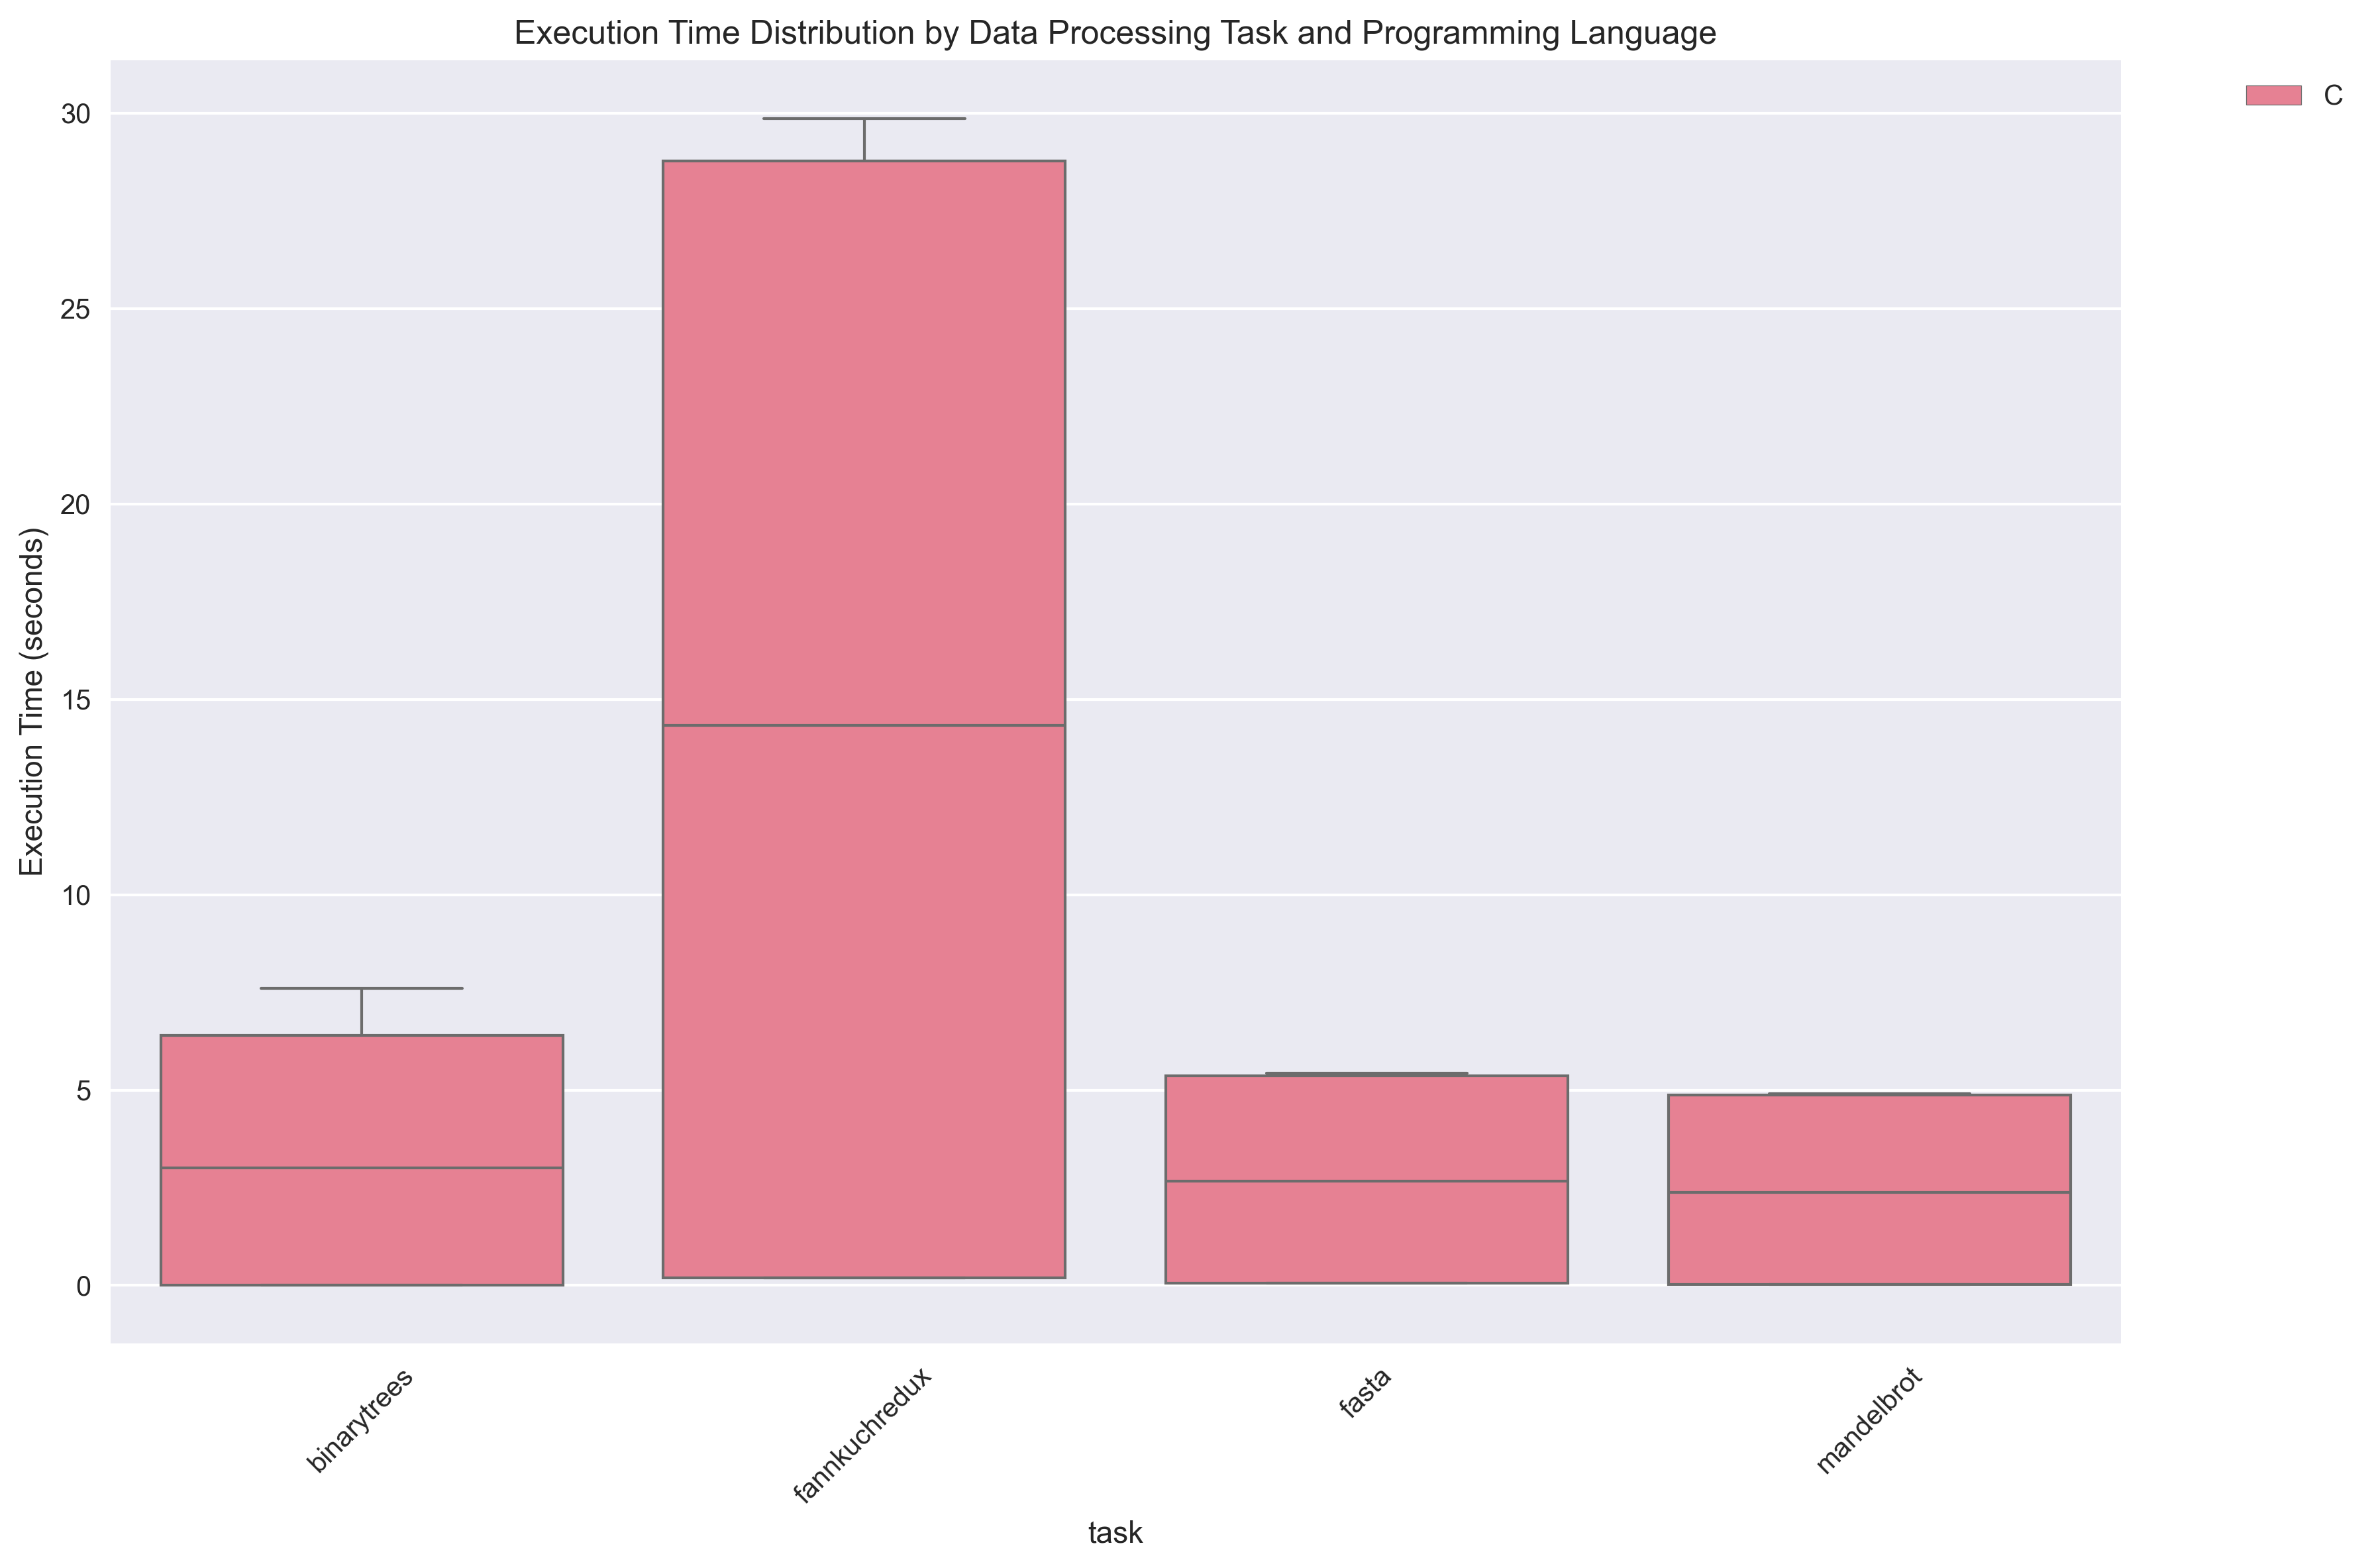 Execution Time Distribution by Data Processing Task and Programming Language
C
Execution Time (seconds)
30
25
20
15
10
5
0
binarytrees
fannkuchredux
fasta
mandelbrot
task